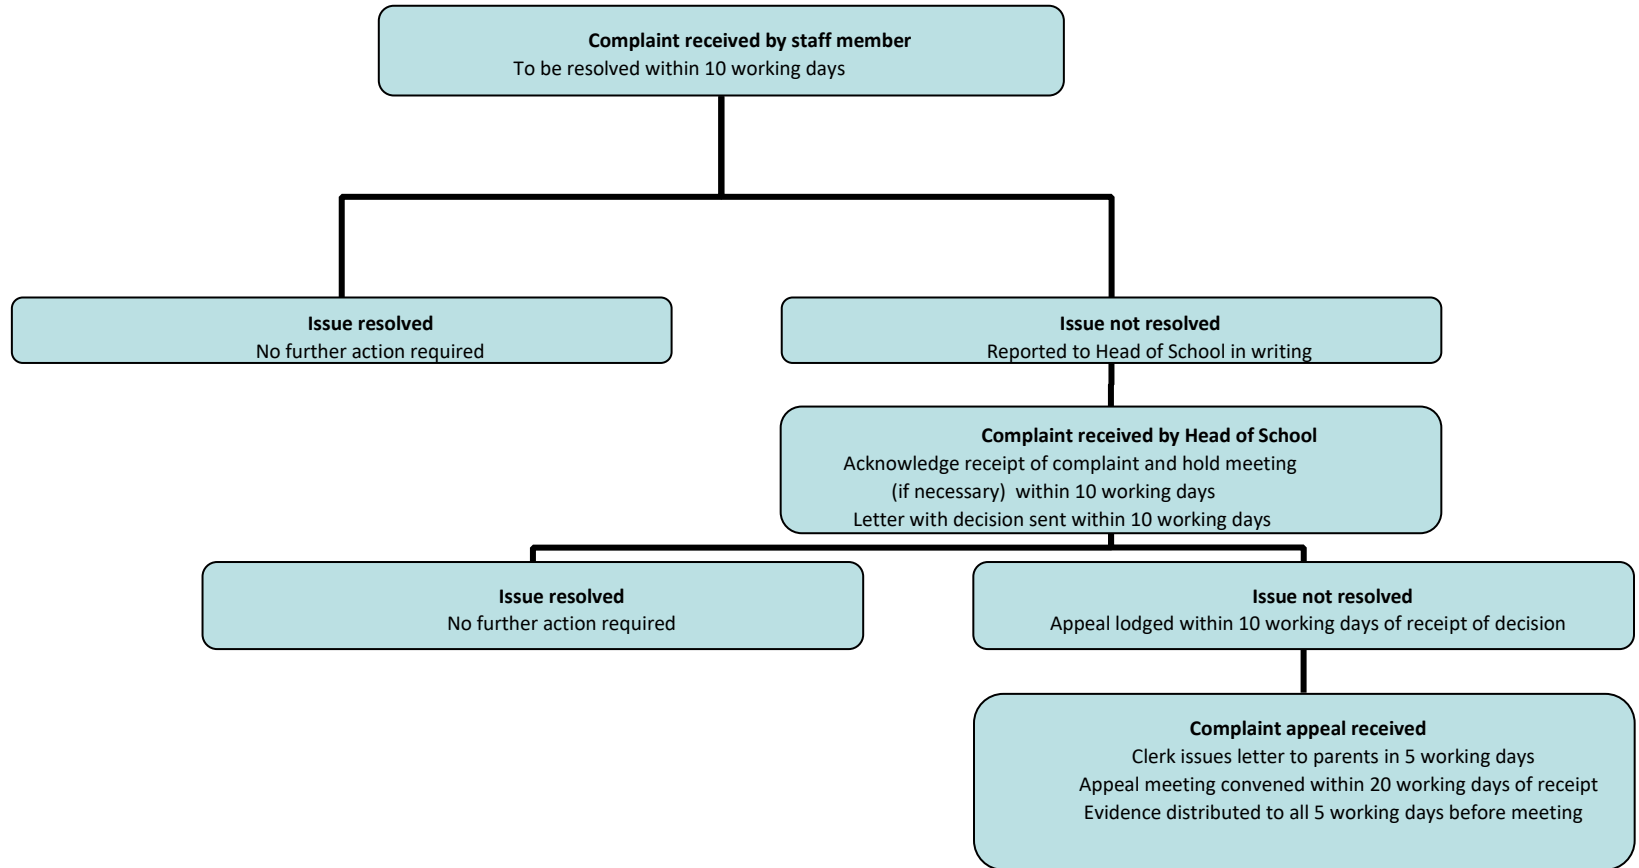 Complaint received by staff member
To be resolved within 10 working days
Issue resolved
No further action required
Issue not resolved
Reported to Head of School in writing
Complaint received by Head of School
Acknowledge receipt of complaint and hold meeting
(if necessary) within 10 working days
Letter with decision sent within 10 working days
Issue resolved
No further action required
Issue not resolved
Appeal lodged within 10 working days of receipt of decision
Complaint appeal received
Clerk issues letter to parents in 5 working days
Appeal meeting convened within 20 working days of receipt
Evidence distributed to all 5 working days before meeting